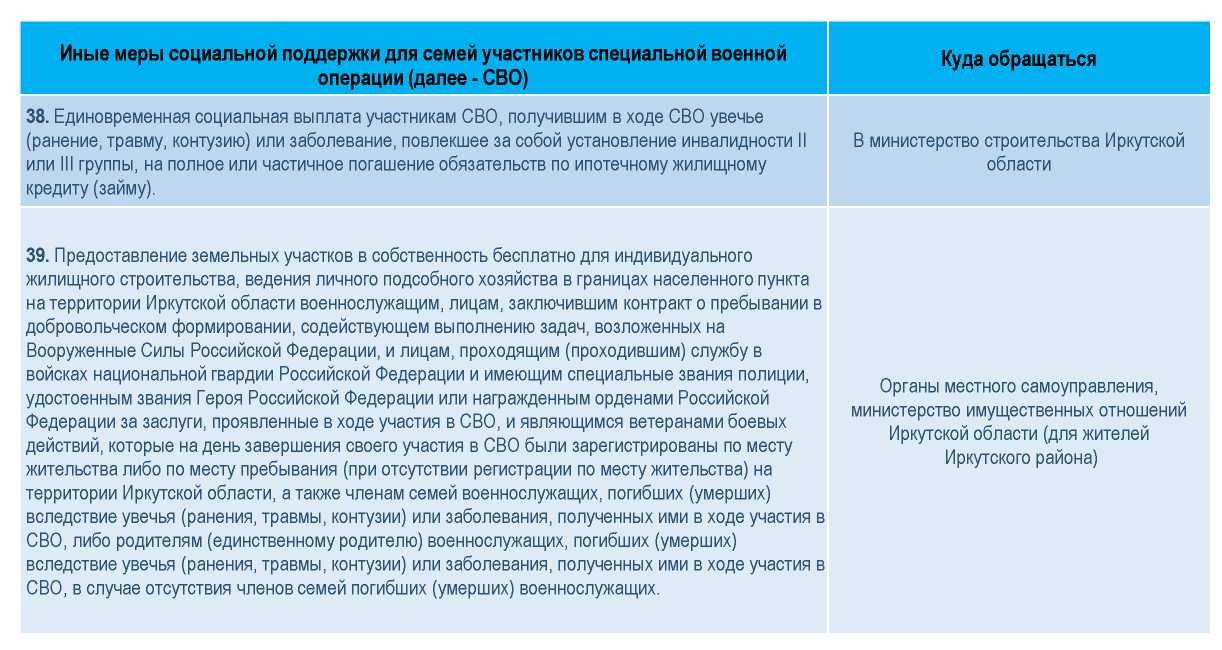 Иные меры социальной поддержки для семей участников специальной военной
операции (далее - СВО)
Куда обращаться
38. Единовременная социальная выплата участникам СВО, получившим в ходе СВО увечье
(ранение, травму, контузию) или заболевание, повлекшее за собой установление инвалидности II
или III группы, на полное или частичное погашение обязательств по ипотечному жилищному
кредиту (займу).
В министерство строительства Иркутской
области
39. Предоставление земельных участков в собственность бесплатно для индивидуального
жилищного строительства, ведения личного подсобного хозяйства в границах населенного пункта
на территории Иркутской области военнослужащим, лицам, заключившим контракт о пребывании в
добровольческом формировании, содействующем выполнению задач, возложенных на
Вооруженные Силы Российской Федерации, и лицам, проходящим (проходившим) службу в
войсках национальной гвардии Российской Федерации и имеющим специальные звания полиции,
удостоенным звания Героя Российской Федерации или награжденным орденами Российской
Федерации за заслуги, проявленные в ходе участия в СВО, и являющимся ветеранами боевых
действий, которые на день завершения своего участия в СВО были зарегистрированы по месту
жительства либо по месту пребывания (при отсутствии регистрации по месту жительства) на
территории Иркутской области, а также членам семей военнослужащих, погибших (умерших)
вследствие увечья (ранения, травмы, контузии) или заболевания, полученных ими в ходе участия в
СВО, либо родителям (единственному родителю) военнослужащих, погибших (умерших)
вследствие увечья (ранения, травмы, контузии) или заболевания, полученных ими в ходе участия в
СВО, в случае отсутствия членов семей погибших (умерших) военнослужащих.
Органы местного самоуправления,
министерство имущественных отношений
Иркутской области (для жителей
Иркутского района)